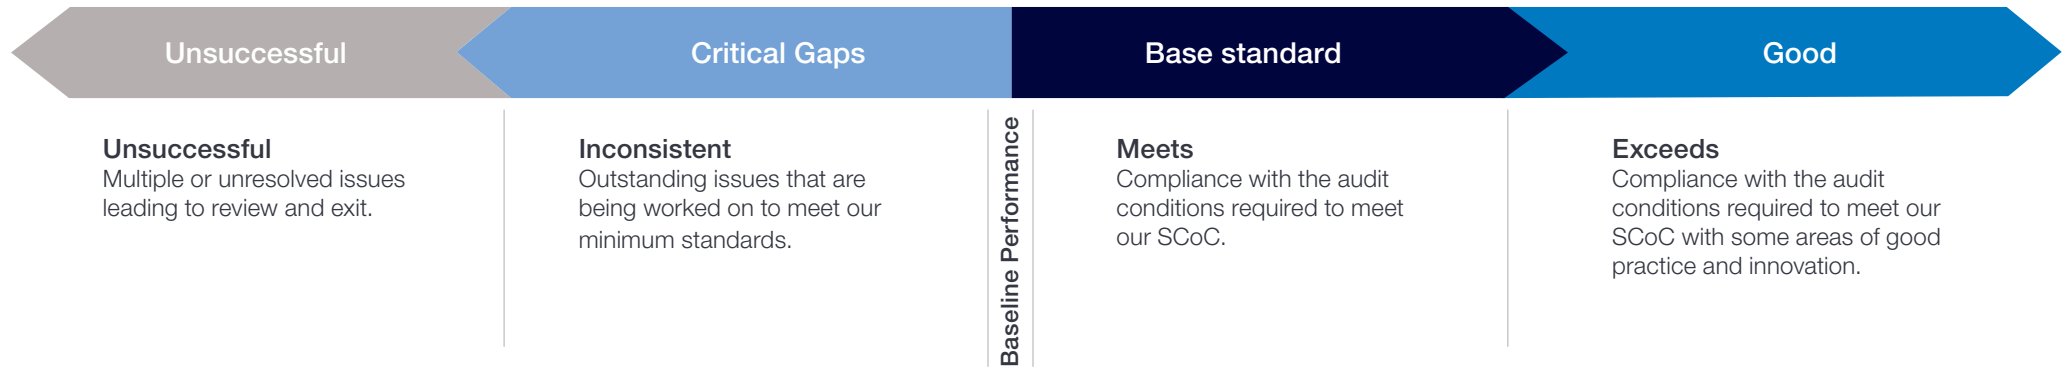 Unsuccessful
Critical Gaps
Base standard
Good
Unsuccessful
Multiple or unresolved issues
leading to review and exit.
Inconsistent
Outstanding issues that are
being worked on to meet our
minimum standards.
Baseline Performance
Meets
Compliance with the audit
conditions required to meet
our SCoC.
Exceeds
Compliance with the audit
conditions required to meet our
SCoC with some areas of good
practice and innovation.